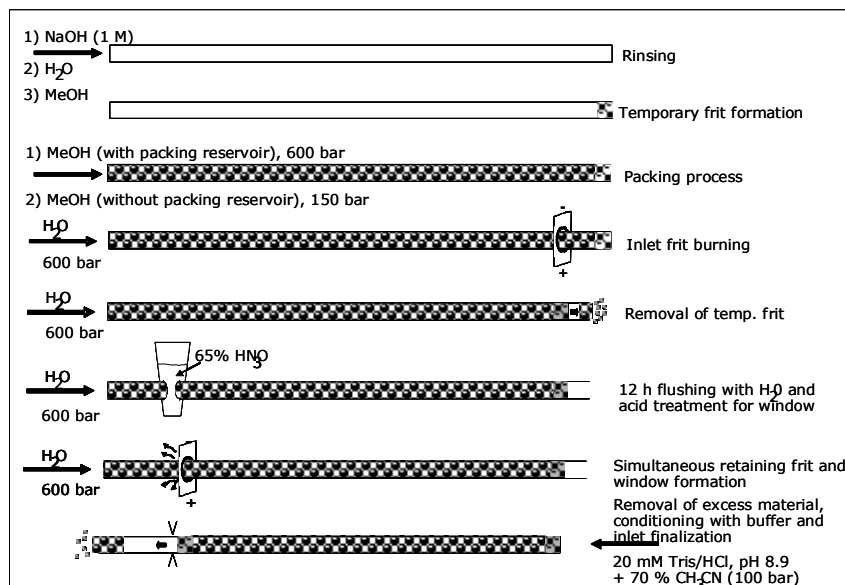 1) NaOH (1 M)
2) H2O
3) MeOH
Rinsing
Temporary frit formation
1) MeOH (with packing reservoir), 600 bar
Packing process
2) MeOH (without packing reservoir), 150 bar
H2O
600 bar
-
+
Inlet frit burning
H2O
600 bar
Removal of temp. frit
65% HNO3
H2O
600 bar
12 h flushing with H20 and
acid treatment for window
H2O
600 bar
-
+
Simultaneous retaining frit and
window formation
Removal of excess material,
conditioning with buffer and
inlet finalization
20 mM Tris/HCl, pH 8.9
+ 70 % CH3CN (100 bar)